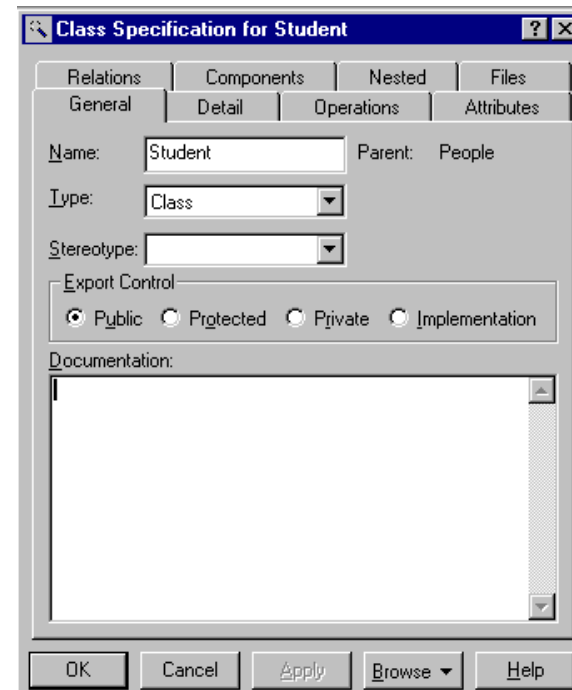 Class Specification for Student
Relations Components Nested Files
General Detail Operations Attributes
Name: Student Parent: People
Type: Class
Stereotype:
Export Control
Public Protected Private Implementation
Documentation:
OK Cancel Apply Browse Help